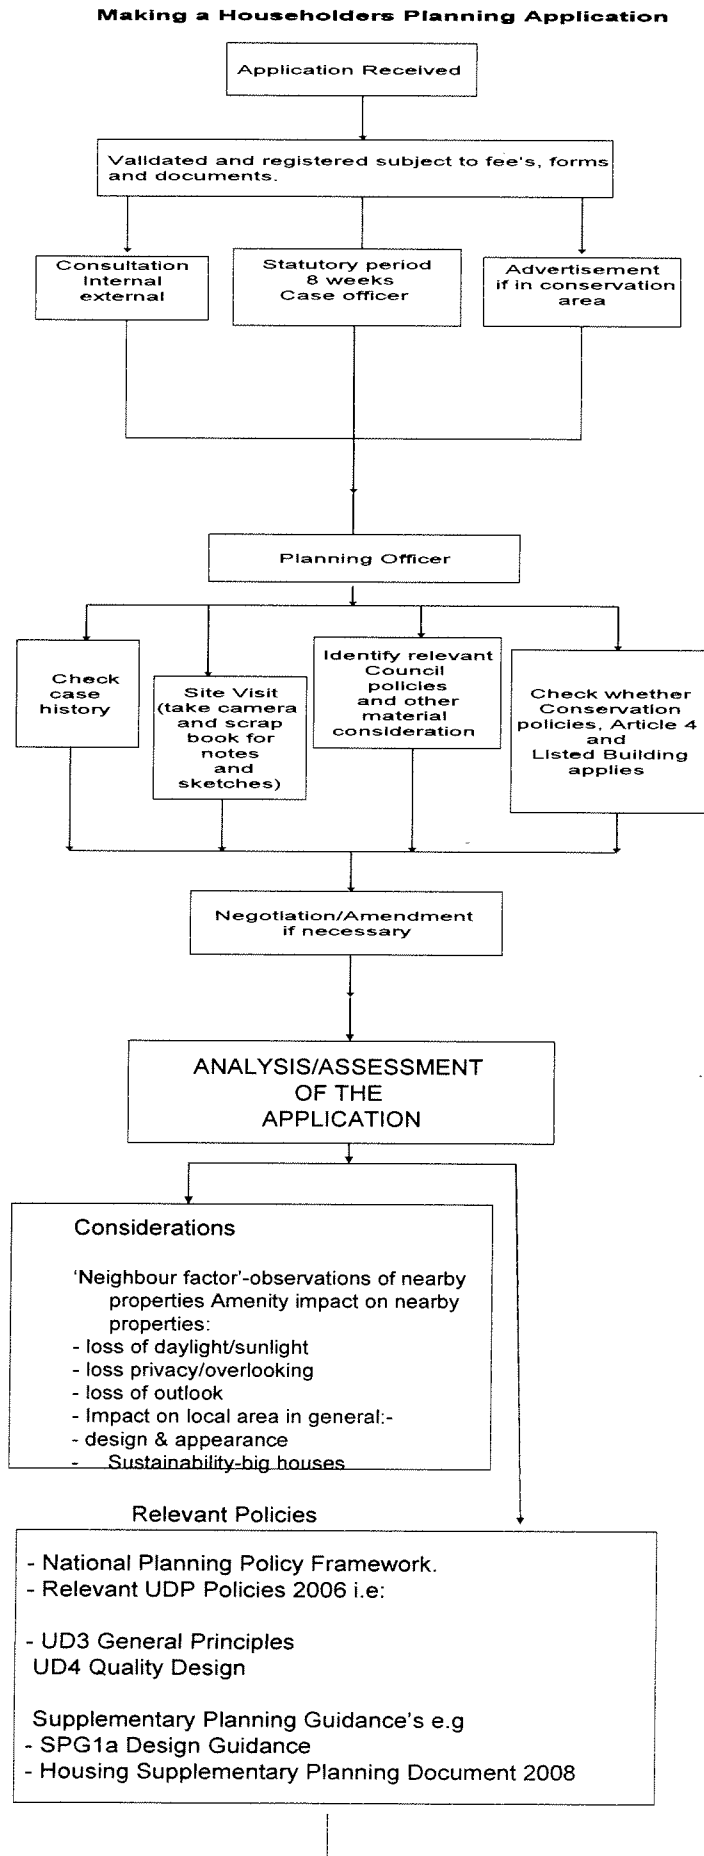 Making a Householders Planning Application
Application Received
Validated and registered subject to fee's, forms
and documents.
Consultation
Internal
external
Statutory period
8 weeks
Case officer
Advertisement
if in conservation
area
Planning Officer
Check
case
history
Site Visit
(take camera
and scrap
book for
notes
and
sketches)
Identify relevant
Council
policies
and other
material
consideration
Check whether
Conservation
policies, Article 4
and
Listed Building
applies
Negotiation/Amendment
if necessary
ANALYSIS/ASSESSMENT
OF THE
APPLICATION
Considerations
'Neighbour factor'-observations of nearby
properties Amenity impact on nearby
properties:
- loss of daylight/sunlight
- loss privacy/overlooking
- loss of outlook
- Impact on local area in general:-
- design & appearance
- Sustainability-big houses
Relevant Policies
- National Planning Policy Framework.
- Relevant UDP Policies 2006 i.e:
- UD3 General Principles
UD4 Quality Design
Supplementary Planning Guidance's e.g
- SPG1a Design Guidance
- Housing Supplementary Planning Document 2008